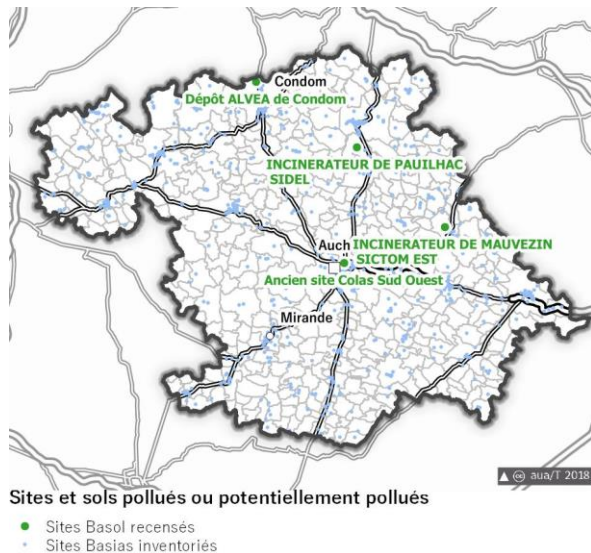 Condom
Dépôt ALVEA de Condom
INCINERATEUR DE PAUILHAC
SIDEL
Auch
INCINERATEUR DE MAUVEZIN
SICTOM EST
Ancien site Colas Sud Ouest
Mirande
aua/T 2018
Sites et sols pollués ou potentiellement pollués
Sites Basol recensés
Sites Basias inventoriés